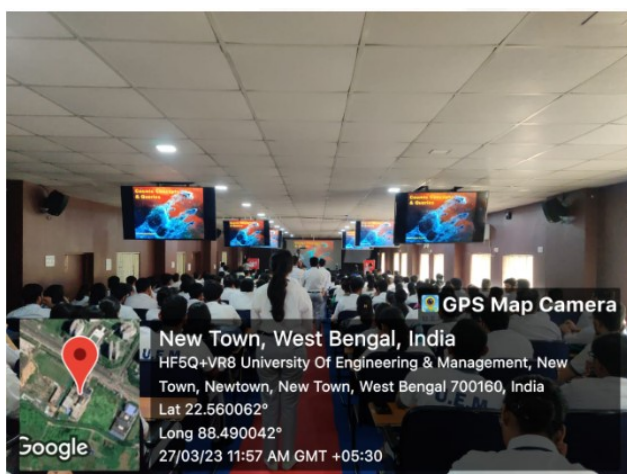 GPS Map Camera
New Town, West Bengal, India
HF5Q+VR8 University Of Engineering & Management, New
Town, Newtown, New Town, West Bengal 700160, India
Lat 22.560062°
Long 88.490042°
27/03/23 11:57 AM GMT +05:30
Google
U.E.M
U.E.M